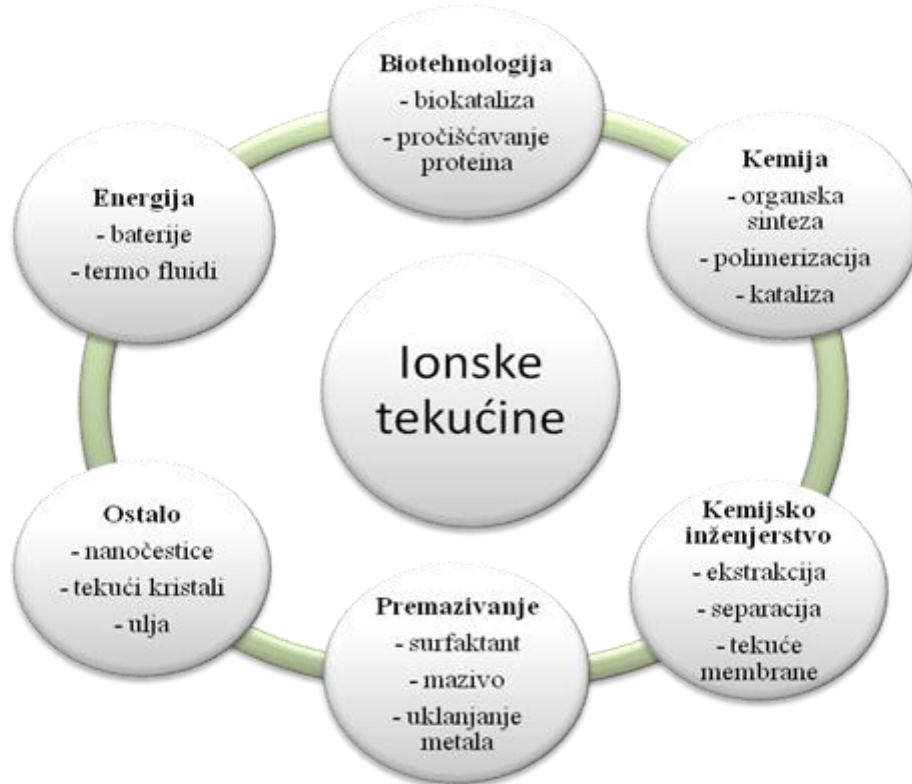 Biotehnologija
- biokataliza
- pročišćavanje
proteina
Kemija
- organska
sinteza
- polimerizacija
- kataliza
Energija
- baterije
- termo fluidi
Ionske
tekućine
Ostalo
- nanočestice
- tekući kristali
- ulja
Premazivanje
- surfaktant
- mazivo
- uklanjanje
metala
Kemijsko
inženjerstvo
- ekstrakcija
- separacija
- tekuće
membrane